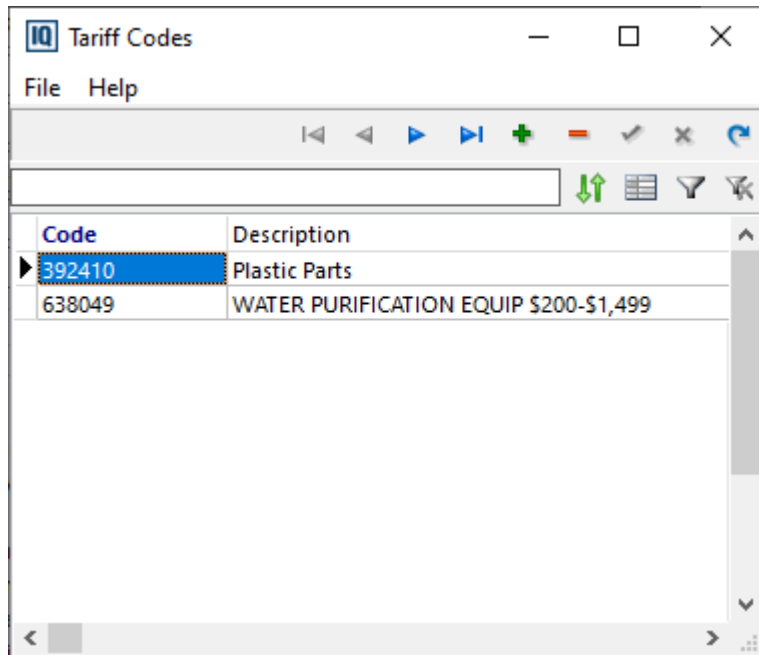 IQ Tariff Codes
File Help
Code Description
392410 Plastic Parts
638049 WATER PURIFICATION EQUIP $200-$1,499